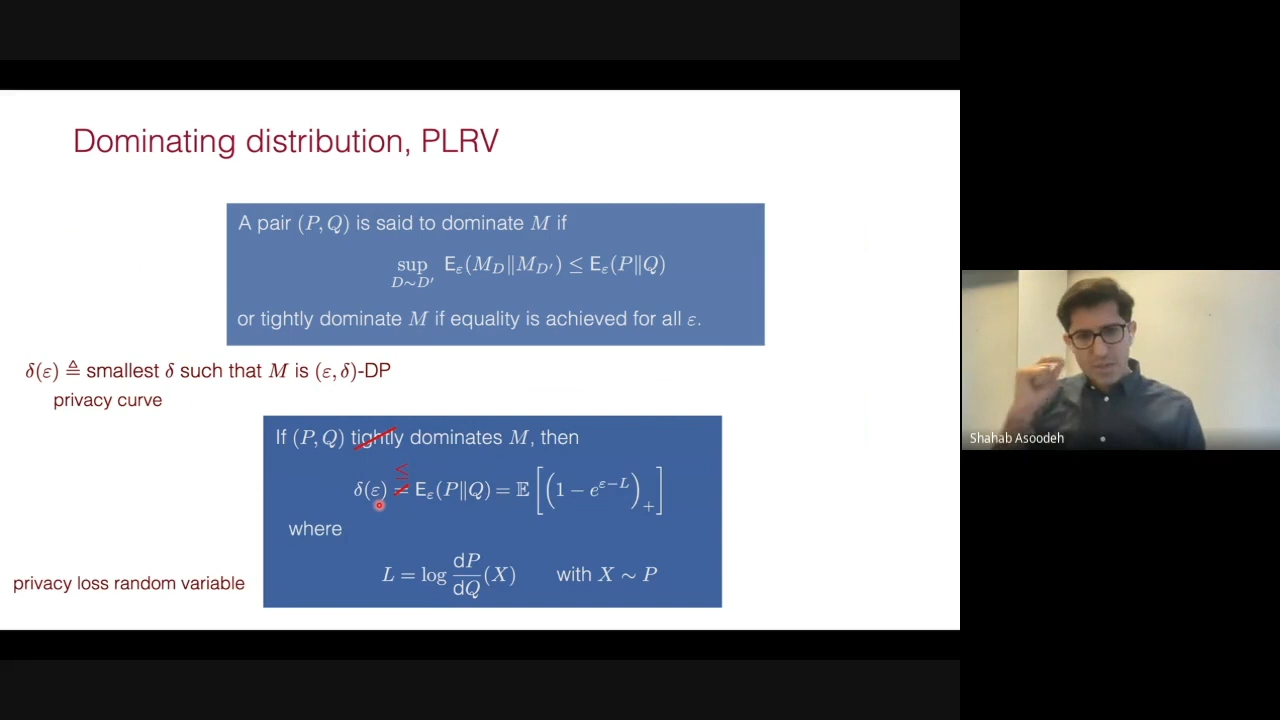 Dominating distribution, PLRV
A pair (P, Q) is said to dominate M if
sup_{D∼D′} E_ε(M_D‖M_{D′}) ≤ E_ε(P‖Q)
or tightly dominate M if equality is achieved for all ε.
δ(ε) ≜ smallest δ such that M is (ε, δ)-DP
privacy curve
If (P, Q) tightly dominates M, then
≤
δ(ε) = E_ε(P‖Q) = 𝔼[(1 − e^{ε−L})_+]
where
L = log dP/dQ (X) with X ∼ P
privacy loss random variable
Shahab Asoodeh